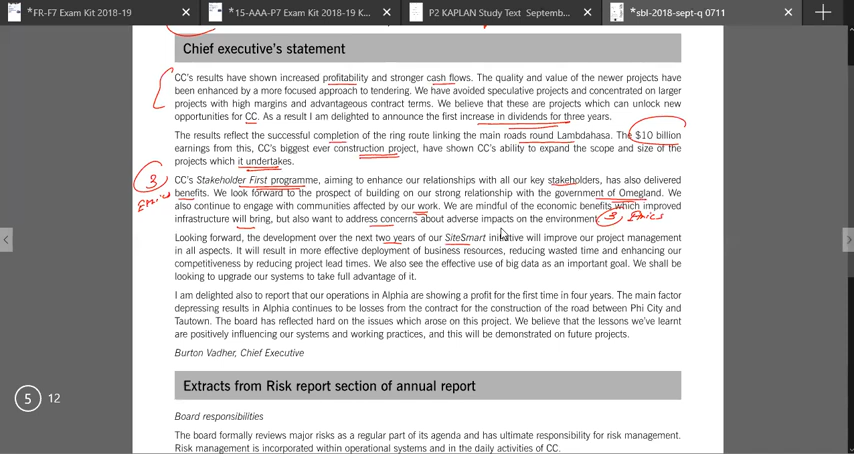 *FR-F7 Exam Kit 2018-19
*15-AAA-P7 Exam Kit 2018-19 K...
P2 KAPLAN Study Text Septemb...
*sbl-2018-sept-q 0711
Chief executive's statement
CC's results have shown increased profitability and stronger cash flows. The quality and value of the newer projects have
been enhanced by a more focused approach to tendering. We have avoided speculative projects and concentrated on larger
projects with high margins and advantageous contract terms. We believe that these are projects which can unlock new
opportunities for CC. As a result I am delighted to announce the first increase in dividends for three years.
The results reflect the successful completion of the ring route linking the main roads round Lambdahasa. The $10 billion
earnings from this, CC's biggest ever construction project, have shown CC's ability to expand the scope and size of the
projects which it undertakes.
3
CC's Stakeholder First programme, aiming to enhance our relationships with all our key stakeholders, has also delivered
benefits. We look forward to the prospect of building on our strong relationship with the government of Omegland. We
Ethics
also continue to engage with communities affected by our work. We are mindful of the economic benefits which improved
infrastructure will bring, but also want to address concerns about adverse impacts on the environment. 3 Ethics
Looking forward, the development over the next two years of our SiteSmart initiative will improve our project management
in all aspects. It will result in more effective deployment of business resources, reducing wasted time and enhancing our
competitiveness by reducing project lead times. We also see the effective use of big data as an important goal. We shall be
looking to upgrade our systems to take full advantage of it.
I am delighted also to report that our operations in Alphia are showing a profit for the first time in four years. The main factor
depressing results in Alphia continues to be losses from the contract for the construction of the road between Phi City and
Tautown. The board has reflected hard on the issues which arose on this project. We believe that the lessons we've learnt
are positively influencing our systems and working practices, and this will be demonstrated on future projects.
Burton Vadher, Chief Executive
Extracts from Risk report section of annual report
5 12
Board responsibilities
The board formally reviews major risks as a regular part of its agenda and has ultimate responsibility for risk management.
Risk management is incorporated within operational systems and in the daily activities of CC.